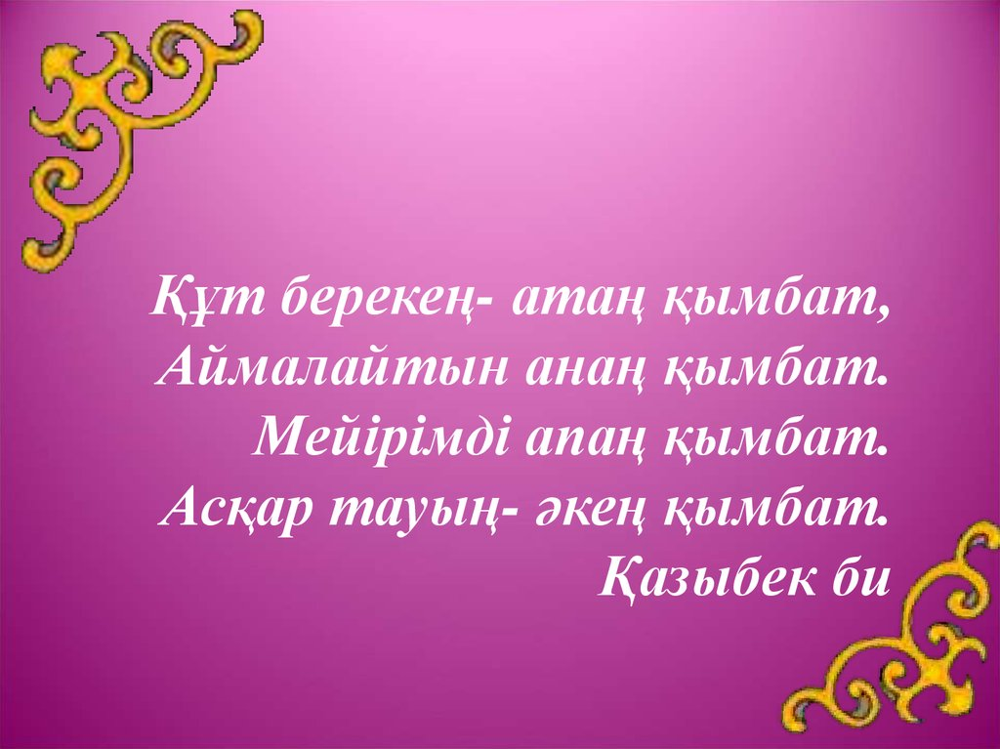 Құт берекең- атаң қымбат,
Аймалайтын анаң қымбат.
Мейірімді апаң қымбат.
Асқар тауың- әкең қымбат.
Қазыбек би